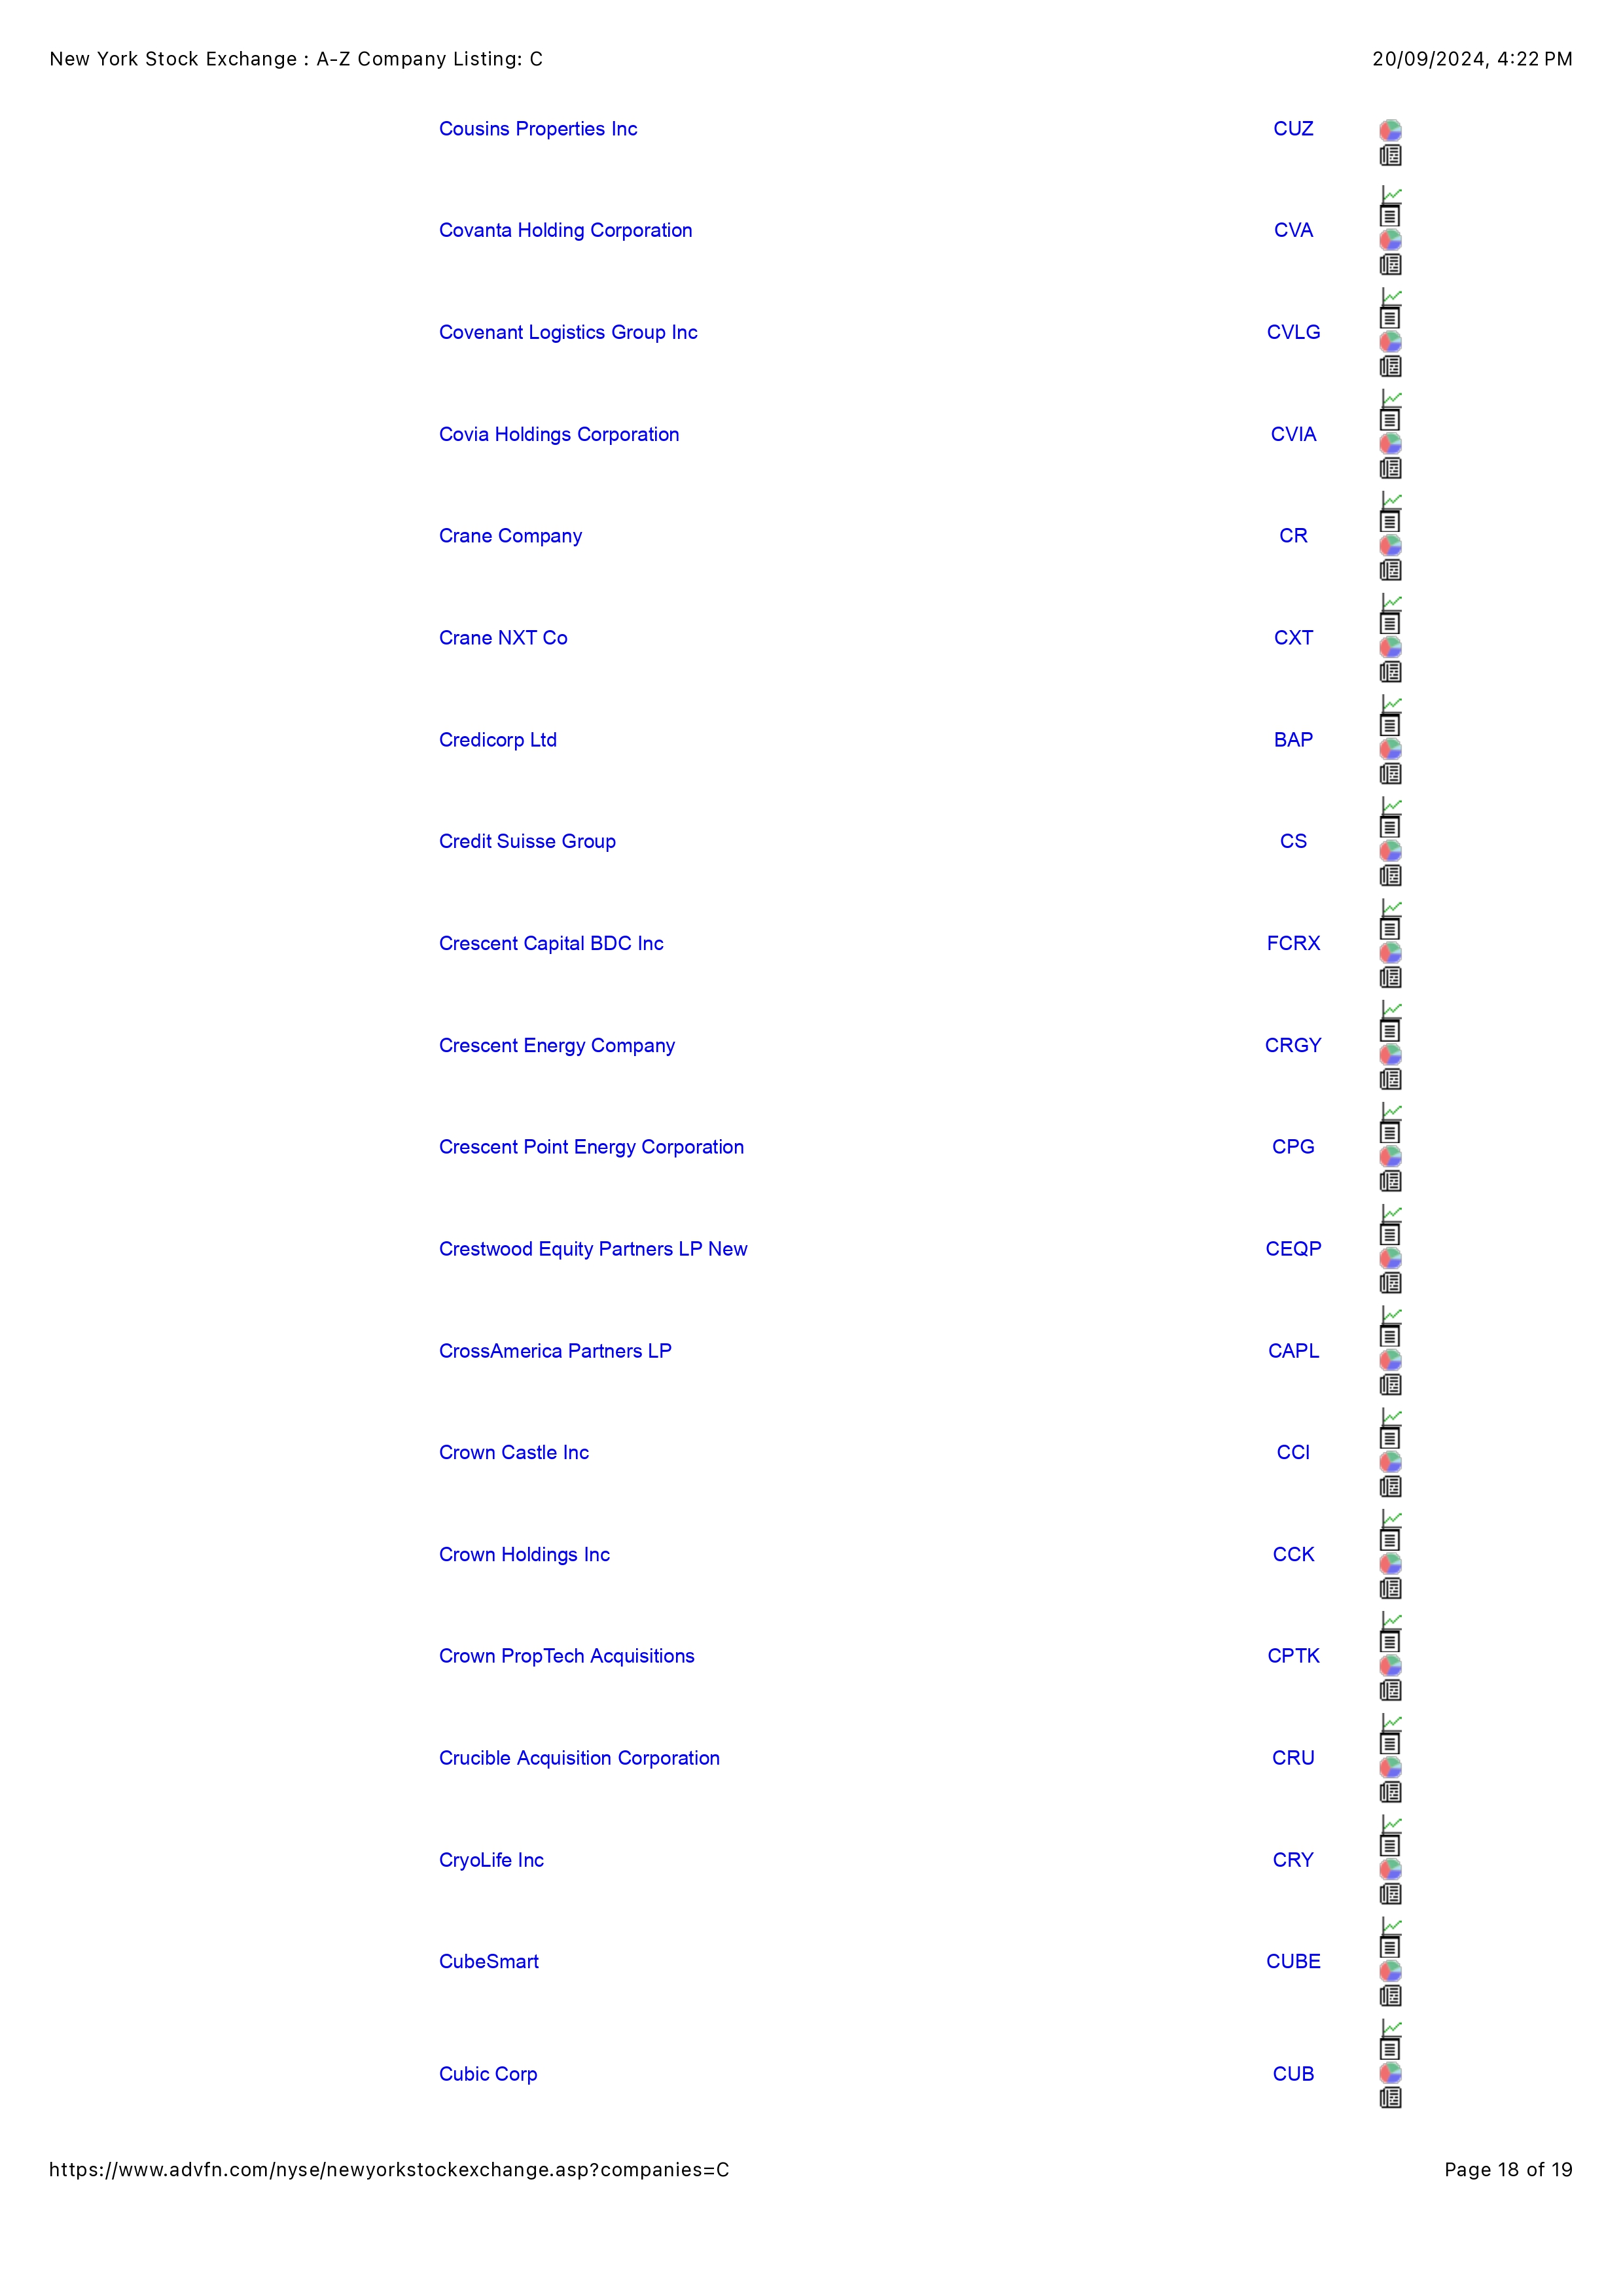 New York Stock Exchange : A-Z Company Listing: C 20/09/2024, 4:22 PM
Cousins Properties Inc CUZ
Covanta Holding Corporation CVA
Covenant Logistics Group Inc CVLG
Covia Holdings Corporation CVIA
Crane Company CR
Crane NXT Co CXT
Credicorp Ltd BAP
Credit Suisse Group CS
Crescent Capital BDC Inc FCRX
Crescent Energy Company CRGY
Crescent Point Energy Corporation CPG
Crestwood Equity Partners LP New CEQP
CrossAmerica Partners LP CAPL
Crown Castle Inc CCI
Crown Holdings Inc CCK
Crown PropTech Acquisitions CPTK
Crucible Acquisition Corporation CRU
CryoLife Inc CRY
CubeSmart CUBE
Cubic Corp CUB
https://www.advfn.com/nyse/newyorkstockexchange.asp?companies=C Page 18 of 19